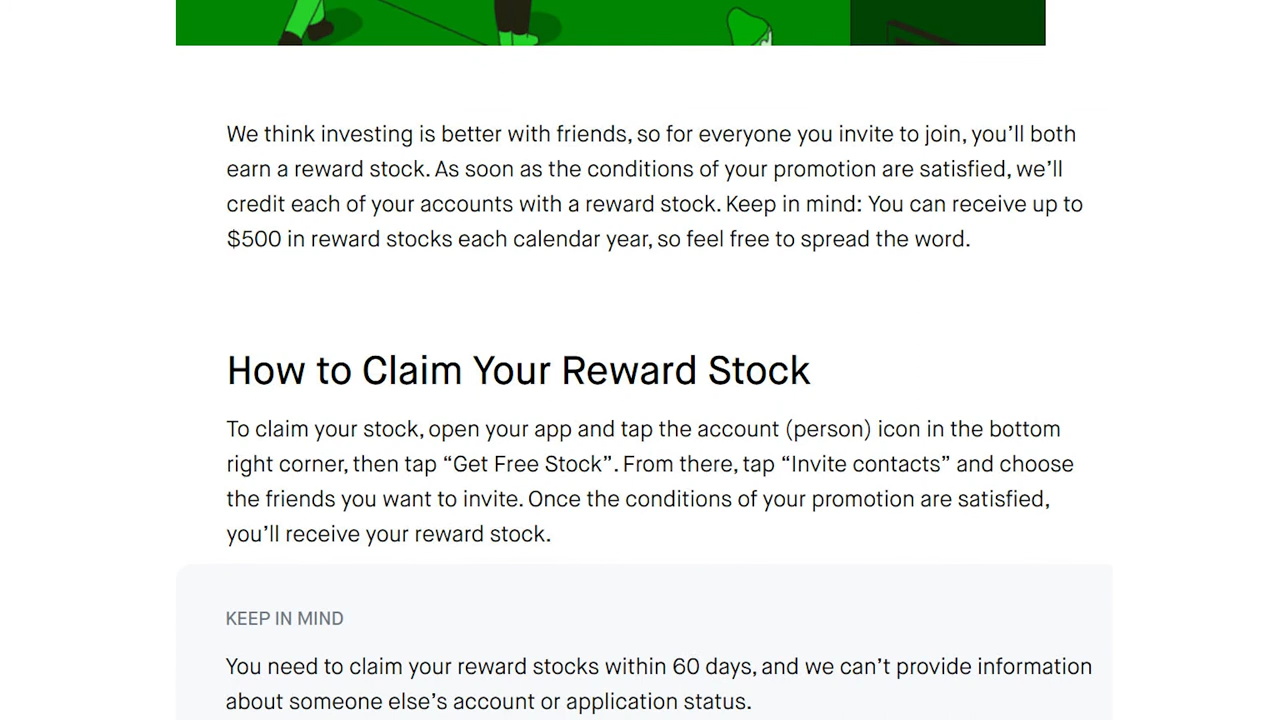 We think investing is better with friends, so for everyone you invite to join, you’ll both
earn a reward stock. As soon as the conditions of your promotion are satisfied, we’ll
credit each of your accounts with a reward stock. Keep in mind: You can receive up to
$500 in reward stocks each calendar year, so feel free to spread the word.
How to Claim Your Reward Stock
To claim your stock, open your app and tap the account (person) icon in the bottom
right corner, then tap “Get Free Stock”. From there, tap “Invite contacts” and choose
the friends you want to invite. Once the conditions of your promotion are satisfied,
you’ll receive your reward stock.
KEEP IN MIND
You need to claim your reward stocks within 60 days, and we can’t provide information
about someone else’s account or application status.